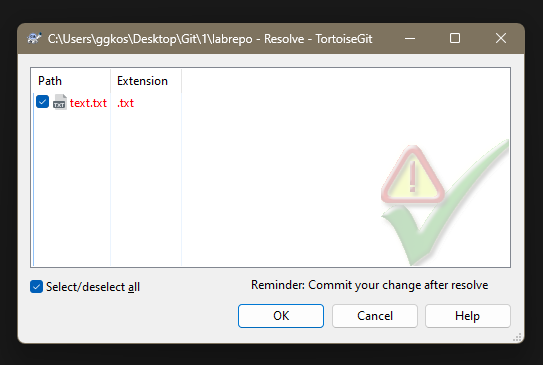 C:\Users\ggkos\Desktop\Git\1\labrepo - Resolve - TortoiseGit
Path Extension
TXT text.txt .txt
Select/deselect all
Reminder: Commit your change after resolve
OK Cancel Help